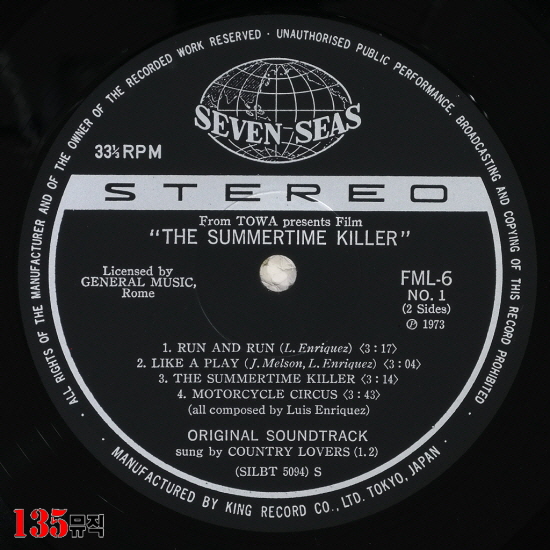 ALL RIGHTS OF THE MANUFACTURER AND OF THE OWNER OF THE RECORDED WORK RESERVED · UNAUTHORISED PUBLIC PERFORMANCE, BROADCASTING AND COPYING OF THIS RECORD PROHIBITED
SEVEN SEAS
33⅓ RPM
STEREO
From TOWA presents Film
"THE SUMMERTIME KILLER"
Licensed by
GENERAL MUSIC,
Rome
FML-6
NO. 1
(2 Sides)
Ⓟ 1973
1. RUN AND RUN (L. Enriquez) 〈3:17〉
2. LIKE A PLAY (J. Melson, L. Enriquez) 〈3:04〉
3. THE SUMMERTIME KILLER 〈3:14〉
4. MOTORCYCLE CIRCUS 〈3:43〉
(all composed by Luis Enriquez)
ORIGINAL SOUNDTRACK
sung by COUNTRY LOVERS (1. 2)
(SILBT 5094) S
· MANUFACTURED BY KING RECORD CO., LTD. TOKYO, JAPAN ·
135뮤직